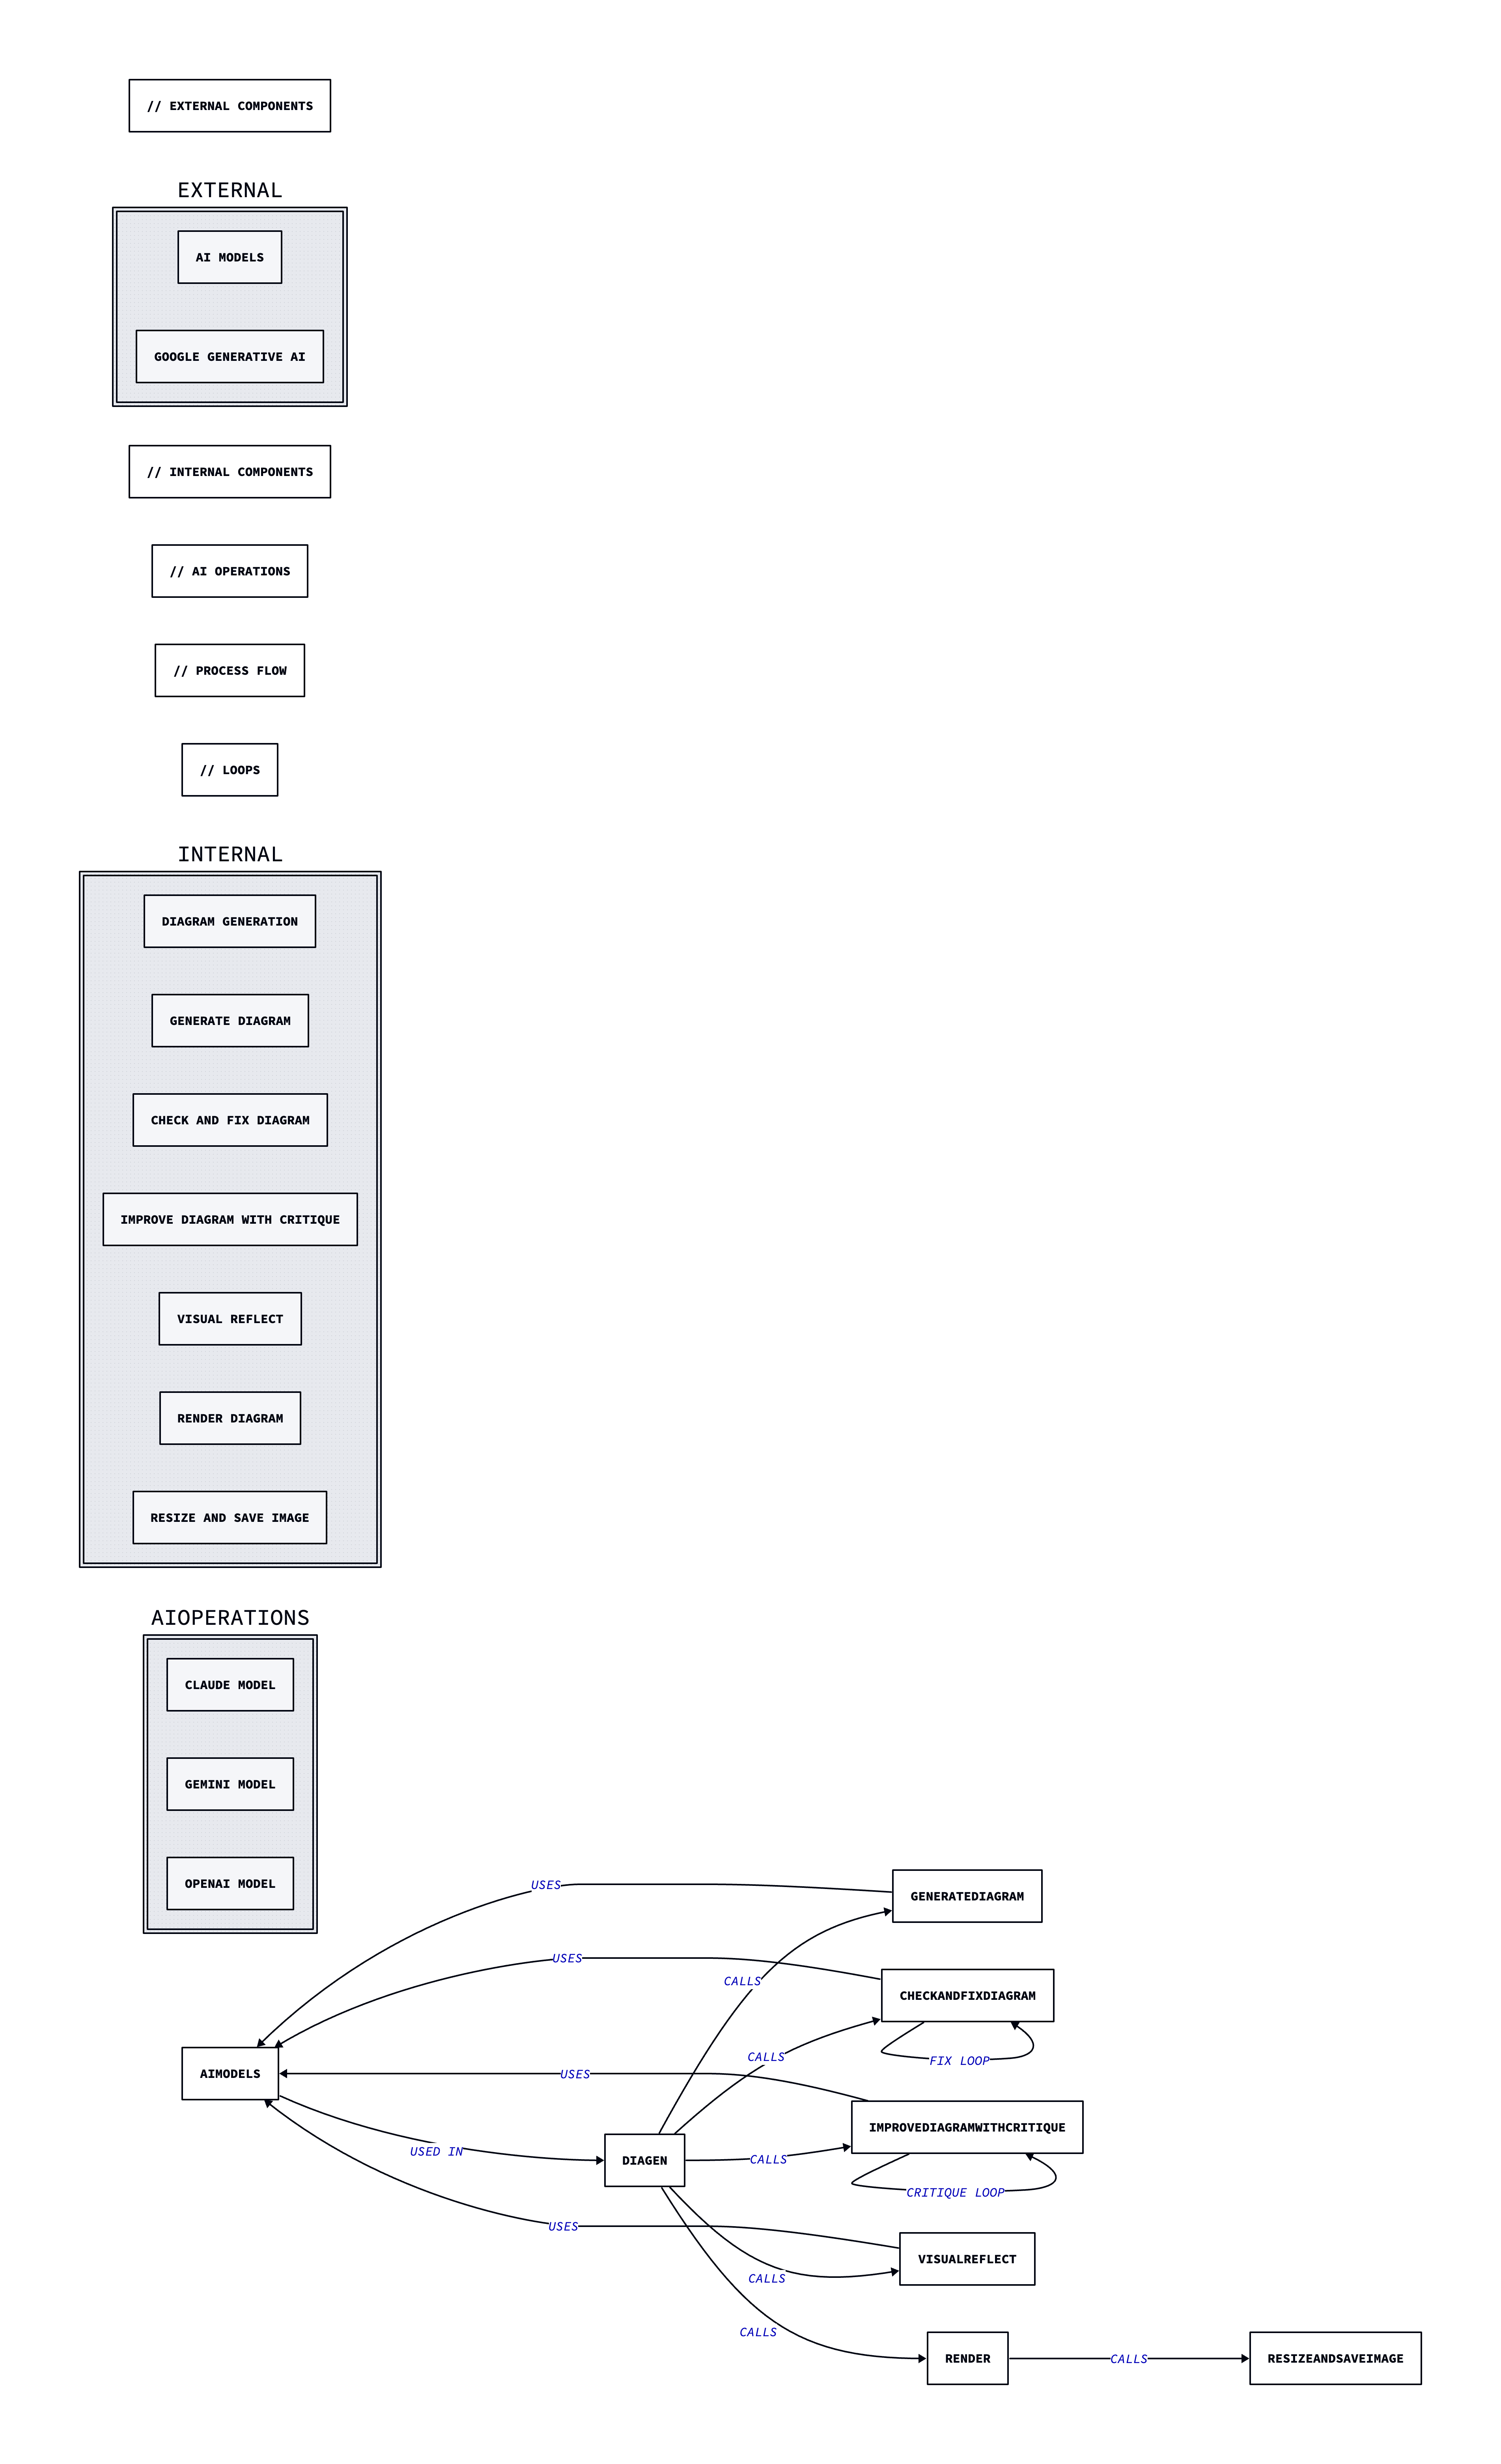 // EXTERNAL COMPONENTS
EXTERNAL
AI MODELS
GOOGLE GENERATIVE AI
// INTERNAL COMPONENTS
// AI OPERATIONS
// PROCESS FLOW
// LOOPS
INTERNAL
DIAGRAM GENERATION
GENERATE DIAGRAM
CHECK AND FIX DIAGRAM
IMPROVE DIAGRAM WITH CRITIQUE
VISUAL REFLECT
RENDER DIAGRAM
RESIZE AND SAVE IMAGE
AIOPERATIONS
CLAUDE MODEL
GEMINI MODEL
OPENAI MODEL
USES
GENERATEDIAGRAM
USES
CALLS
CHECKANDFIXDIAGRAM
CALLS
FIX LOOP
AIMODELS
USES
IMPROVEDIAGRAMWITHCRITIQUE
USED IN
DIAGEN
CALLS
CRITIQUE LOOP
USES
VISUALREFLECT
CALLS
CALLS
RENDER
CALLS
RESIZEANDSAVEIMAGE